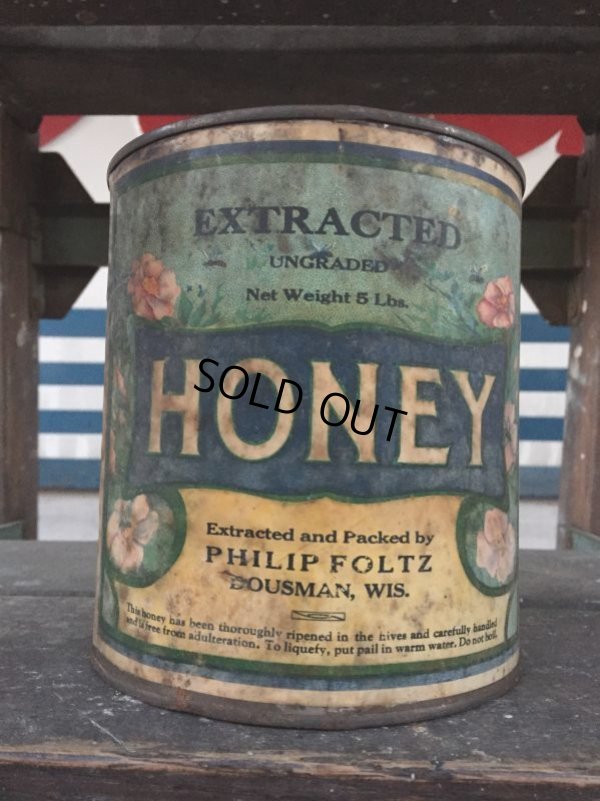 EXTRACTED
UNGRADED
Net Weight 5 Lbs.
HONEY
SOLD OUT
Extracted and Packed by
PHILIP FOLTZ
DOUSMAN, WIS.
This honey has been thoroughly ripened in the hives and carefully handled
and is free from adulteration. To liquefy, put pail in warm water. Do not boil.